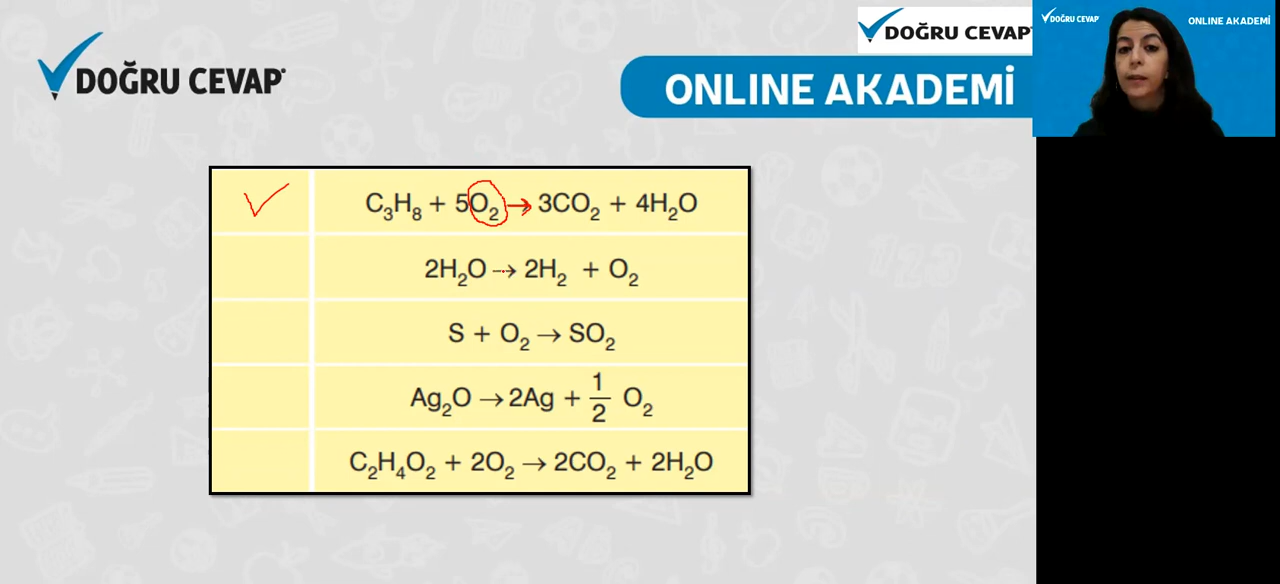 DOĞRU CEVAP
DOĞRU CEVAP
DOĞRU CEVAP
ONLINE AKADEMİ
ONLINE AKADEMİ
C₃H₈ + 5O₂ → 3CO₂ + 4H₂O
2H₂O → 2H₂ + O₂
S + O₂ → SO₂
Ag₂O → 2Ag + 1/2 O₂
C₂H₄O₂ + 2O₂ → 2CO₂ + 2H₂O